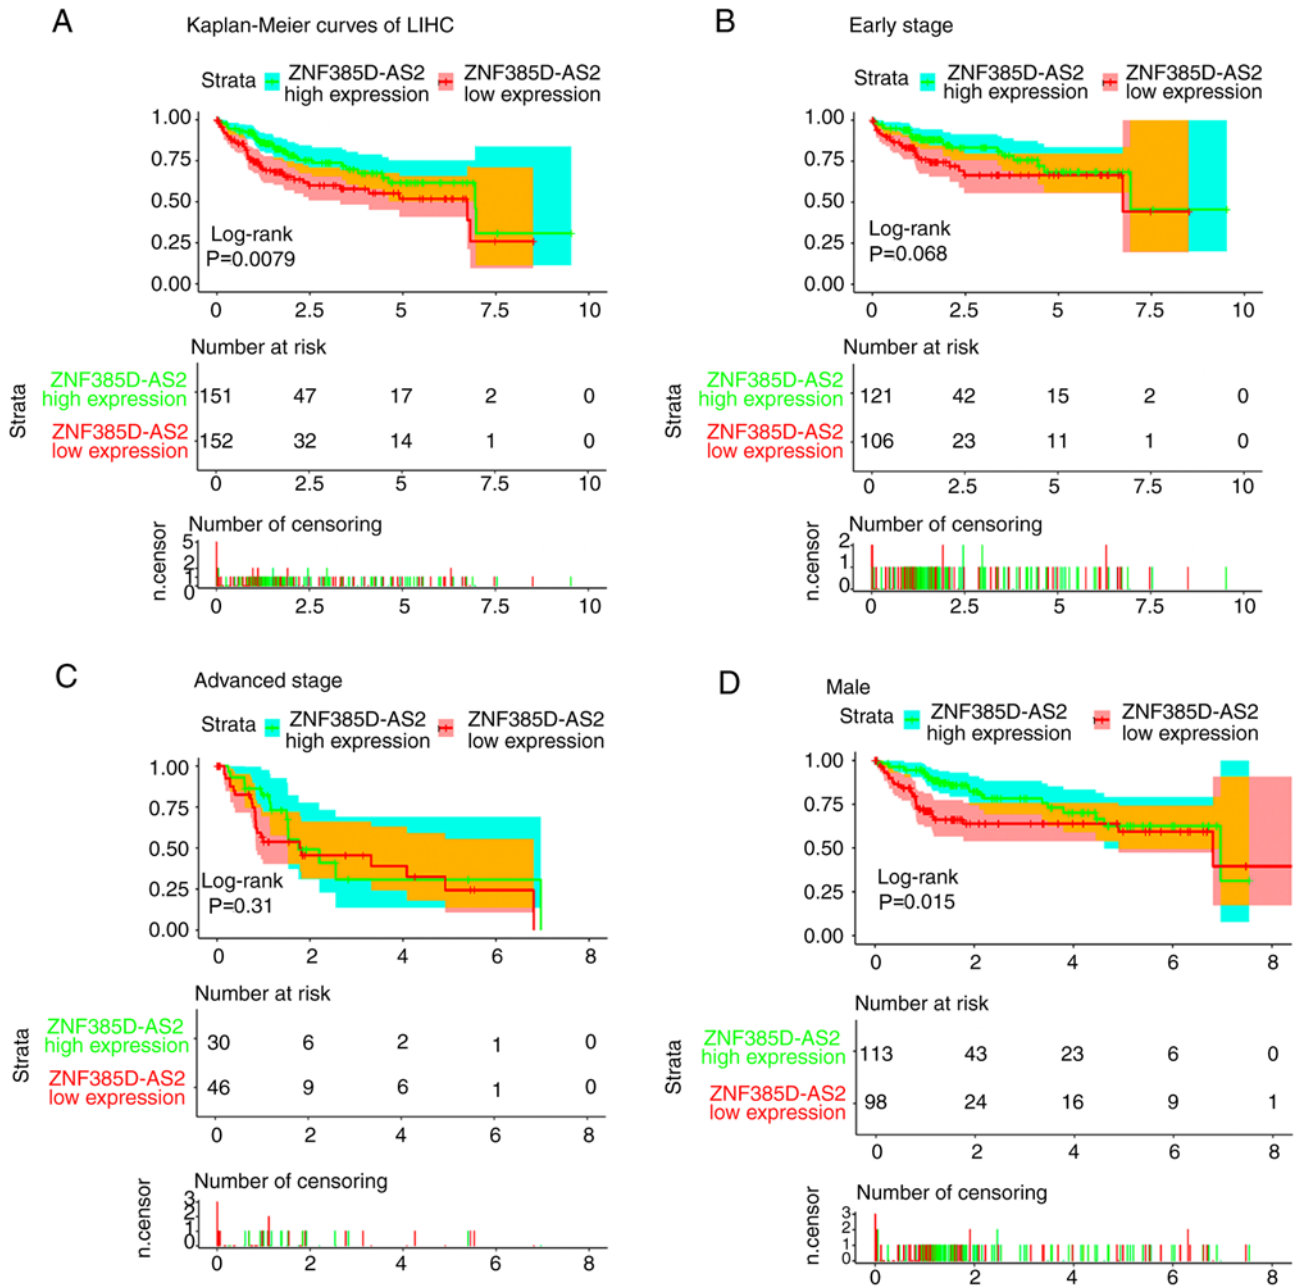 A
Kaplan-Meier curves of LIHC
Strata
ZNF385D-AS2
high expression
ZNF385D-AS2
low expression
1.00
0.75
0.50
0.25
0.00
Log-rank
P=0.0079
0 2.5 5 7.5 10
Number at risk
Strata
ZNF385D-AS2
high expression
151 47 17 2 0
ZNF385D-AS2
low expression
152 32 14 1 0
0 2.5 5 7.5 10
Number of censoring
n.censor
5
2
1
0
0 2.5 5 7.5 10
B
Early stage
Strata
ZNF385D-AS2
high expression
ZNF385D-AS2
low expression
1.00
0.75
0.50
0.25
0.00
Log-rank
P=0.068
0 2.5 5 7.5 10
Number at risk
Strata
ZNF385D-AS2
high expression
121 42 15 2 0
ZNF385D-AS2
low expression
106 23 11 1 0
0 2.5 5 7.5 10
Number of censoring
n.censor
2
1
0
0 2.5 5 7.5 10
C
Advanced stage
Strata
ZNF385D-AS2
high expression
ZNF385D-AS2
low expression
1.00
0.75
0.50
0.25
0.00
Log-rank
P=0.31
0 2 4 6 8
Number at risk
Strata
ZNF385D-AS2
high expression
30 6 2 1 0
ZNF385D-AS2
low expression
46 9 6 1 0
0 2 4 6 8
Number of censoring
n.censor
3
2
1
0
0 2 4 6 8
D
Male
Strata
ZNF385D-AS2
high expression
ZNF385D-AS2
low expression
1.00
0.75
0.50
0.25
0.00
Log-rank
P=0.015
0 2 4 6 8
Number at risk
Strata
ZNF385D-AS2
high expression
113 43 23 6 0
ZNF385D-AS2
low expression
98 24 16 9 1
0 2 4 6 8
Number of censoring
n.censor
3
2
1
0
0 2 4 6 8